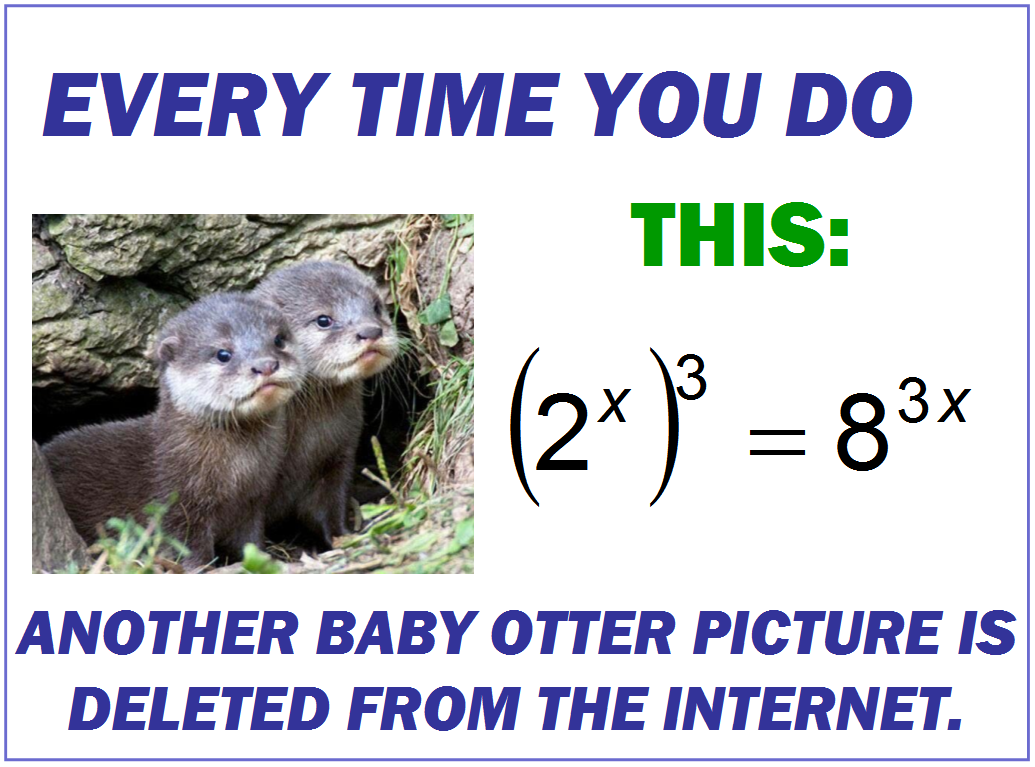 EVERY TIME YOU DO
THIS:
(2^x)^3 = 8^{3x}
ANOTHER BABY OTTER PICTURE IS
DELETED FROM THE INTERNET.